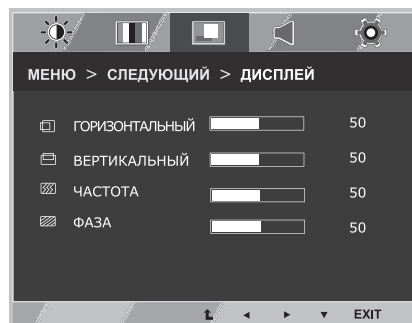 МЕНЮ > СЛЕДУЮЩИЙ > ДИСПЛЕЙ
ГОРИЗОНТАЛЬНЫЙ 50
ВЕРТИКАЛЬНЫЙ 50
ЧАСТОТА 50
ФАЗА 50
EXIT